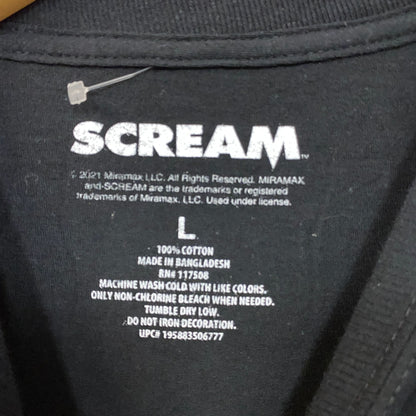 SCREAM™
© 2021 Miramax, LLC. All Rights Reserved. MIRAMAX
and SCREAM are the trademarks or registered
trademarks of Miramax, LLC. Used under license.
L
100% COTTON
MADE IN BANGLADESH
RN# 117508
MACHINE WASH COLD WITH LIKE COLORS.
ONLY NON-CHLORINE BLEACH WHEN NEEDED.
TUMBLE DRY LOW.
DO NOT IRON DECORATION.
UPC# 195883506777